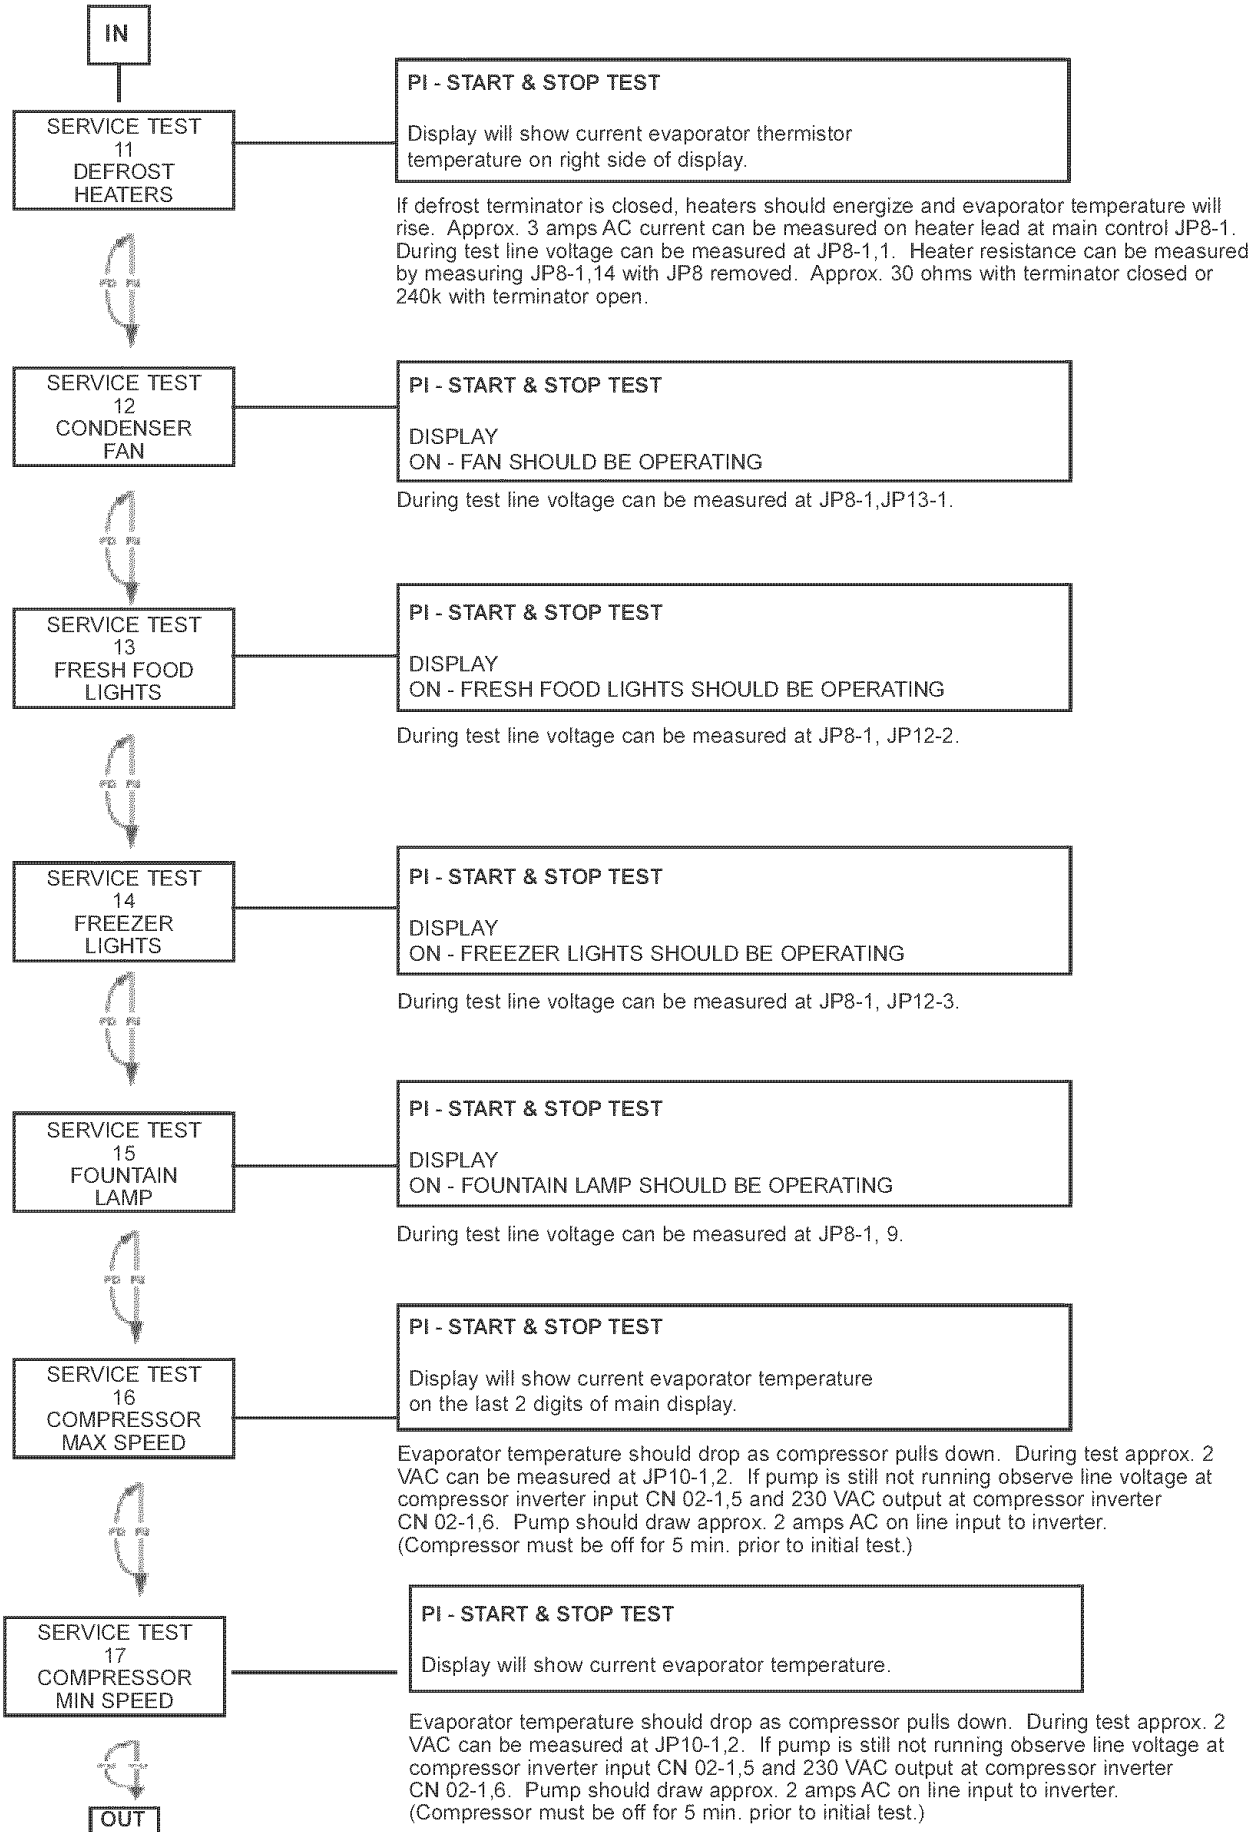 IN
PI - START & STOP TEST
SERVICE TEST
11
DEFROST
HEATERS
Display will show current evaporator thermistor
temperature on right side of display.
If defrost terminator is closed, heaters should energize and evaporator temperature will
rise. Approx. 3 amps AC current can be measured on heater lead at main control JP8-1.
During test line voltage can be measured at JP8-1,1. Heater resistance can be measured
by measuring JP8-1,14 with JP8 removed. Approx. 30 ohms with terminator closed or
240k with terminator open.
PD PU
SERVICE TEST
12
CONDENSER
FAN
PI - START & STOP TEST
DISPLAY
ON - FAN SHOULD BE OPERATING
During test line voltage can be measured at JP8-1,JP13-1.
PD PU
SERVICE TEST
13
FRESH FOOD
LIGHTS
PI - START & STOP TEST
DISPLAY
ON - FRESH FOOD LIGHTS SHOULD BE OPERATING
During test line voltage can be measured at JP8-1, JP12-2.
PD PU
SERVICE TEST
14
FREEZER
LIGHTS
PI - START & STOP TEST
DISPLAY
ON - FREEZER LIGHTS SHOULD BE OPERATING
During test line voltage can be measured at JP8-1, JP12-3.
PD PU
SERVICE TEST
15
FOUNTAIN
LAMP
PI - START & STOP TEST
DISPLAY
ON - FOUNTAIN LAMP SHOULD BE OPERATING
During test line voltage can be measured at JP8-1, 9.
PD PU
SERVICE TEST
16
COMPRESSOR
MAX SPEED
PI - START & STOP TEST
Display will show current evaporator temperature
on the last 2 digits of main display.
Evaporator temperature should drop as compressor pulls down. During test approx. 2
VAC can be measured at JP10-1,2. If pump is still not running observe line voltage at
compressor inverter input CN 02-1,5 and 230 VAC output at compressor inverter
CN 02-1,6. Pump should draw approx. 2 amps AC on line input to inverter.
(Compressor must be off for 5 min. prior to initial test.)
PD PU
SERVICE TEST
17
COMPRESSOR
MIN SPEED
PI - START & STOP TEST
Display will show current evaporator temperature.
Evaporator temperature should drop as compressor pulls down. During test approx. 2
VAC can be measured at JP10-1,2. If pump is still not running observe line voltage at
compressor inverter input CN 02-1,5 and 230 VAC output at compressor inverter
CN 02-1,6. Pump should draw approx. 2 amps AC on line input to inverter.
(Compressor must be off for 5 min. prior to initial test.)
OUT